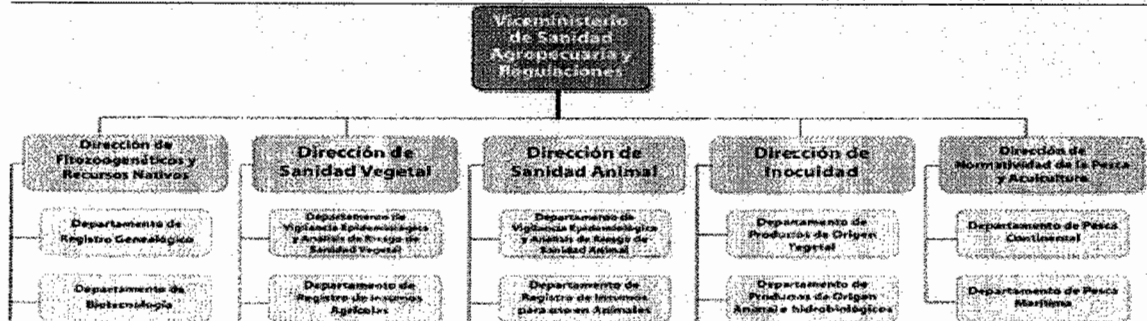 Viceministerio
de Sanidad
Agropecuaria y
Regulaciones
Dirección de
Fitozoogenéticos y
Recursos Nativos
Dirección de
Sanidad Vegetal
Dirección de
Sanidad Animal
Dirección de
Inocuidad
Dirección de
Normatividad de la Pesca
y Acuicultura
Departamento de
Registro Genealógico
Departamento de
Vigilancia Epidemiológica
y Análisis de Riesgo de
Sanidad Vegetal
Departamento de
Vigilancia Epidemiológica
y Análisis de Riesgo de
Sanidad Animal
Departamento de
Productos de Origen
Vegetal
Departamento de Pesca
Continental
Departamento de
Biotecnología
Departamento de
Registro de Insumos
Agrícolas
Departamento de
Registro de Insumos
para uso en Animales
Departamento de
Productos de Origen
Animal e hidrobiológicos
Departamento de Pesca
Marítima